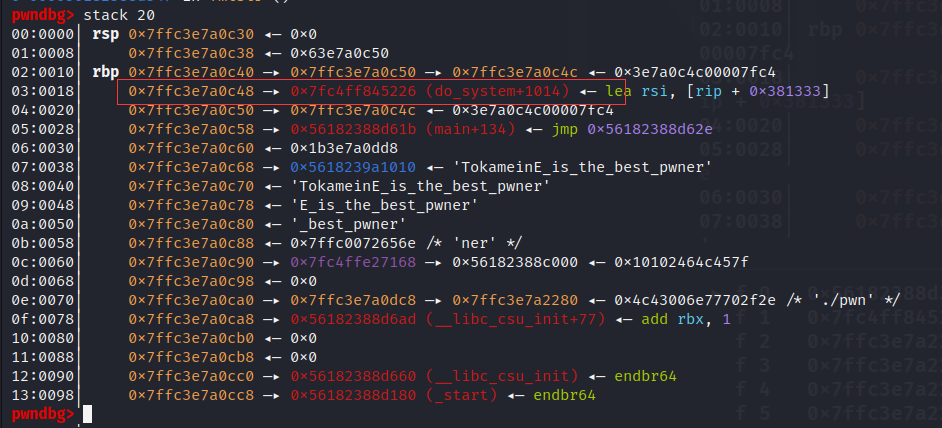 pwndbg> stack 20
00:0000│ rsp 0×7ffc3e7a0c30 ◂— 0×0
01:0008│     0×7ffc3e7a0c38 ◂— 0×63e7a0c50
02:0010│ rbp 0×7ffc3e7a0c40 —▸ 0×7ffc3e7a0c50 —▸ 0×7ffc3e7a0c4c ◂— 0×3e7a0c4c00007fc4
03:0018│     0×7ffc3e7a0c48 —▸ 0×7fc4ff845226 (do_system+1014) ◂— lea rsi, [rip + 0×381333]
04:0020│     0×7ffc3e7a0c50 —▸ 0×7ffc3e7a0c4c ◂— 0×3e7a0c4c00007fc4
05:0028│     0×7ffc3e7a0c58 —▸ 0×56182388d61b (main+134) ◂— jmp 0×56182388d62e
06:0030│     0×7ffc3e7a0c60 ◂— 0×1b3e7a0dd8
07:0038│     0×7ffc3e7a0c68 —▸ 0×5618239a1010 ◂— 'TokameinE_is_the_best_pwner'
08:0040│     0×7ffc3e7a0c70 ◂— 'TokameinE_is_the_best_pwner'
09:0048│     0×7ffc3e7a0c78 ◂— 'E_is_the_best_pwner'
0a:0050│     0×7ffc3e7a0c80 ◂— '_best_pwner'
0b:0058│     0×7ffc3e7a0c88 ◂— 0×7ffc0072656e /* 'ner' */
0c:0060│     0×7ffc3e7a0c90 —▸ 0×7fc4ffe27168 —▸ 0×56182388c000 ◂— 0×10102464c457f
0d:0068│     0×7ffc3e7a0c98 ◂— 0×0
0e:0070│     0×7ffc3e7a0ca0 —▸ 0×7ffc3e7a0dc8 —▸ 0×7ffc3e7a2280 ◂— 0×4c43006e77702f2e /* './pwn' */
0f:0078│     0×7ffc3e7a0ca8 —▸ 0×56182388d6ad (__libc_csu_init+77) ◂— add rbx, 1
10:0080│     0×7ffc3e7a0cb0 ◂— 0×0
11:0088│     0×7ffc3e7a0cb8 ◂— 0×0
12:0090│     0×7ffc3e7a0cc0 —▸ 0×56182388d660 (__libc_csu_init) ◂— endbr64
13:0098│     0×7ffc3e7a0cc8 —▸ 0×56182388d180 (_start) ◂— endbr64
pwndbg>